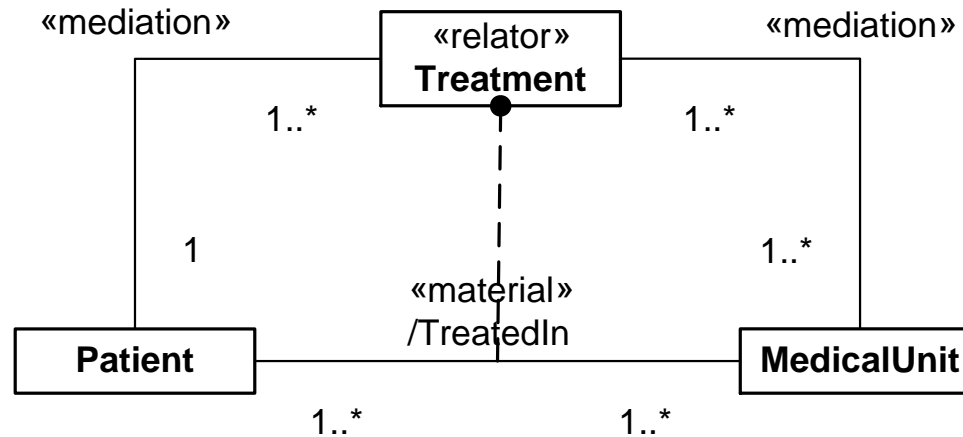 «mediation»
«relator»
«mediation»
Treatment
1..*
1..*
1
1..*
«material»
/TreatedIn
Patient
MedicalUnit
1..*
1..*